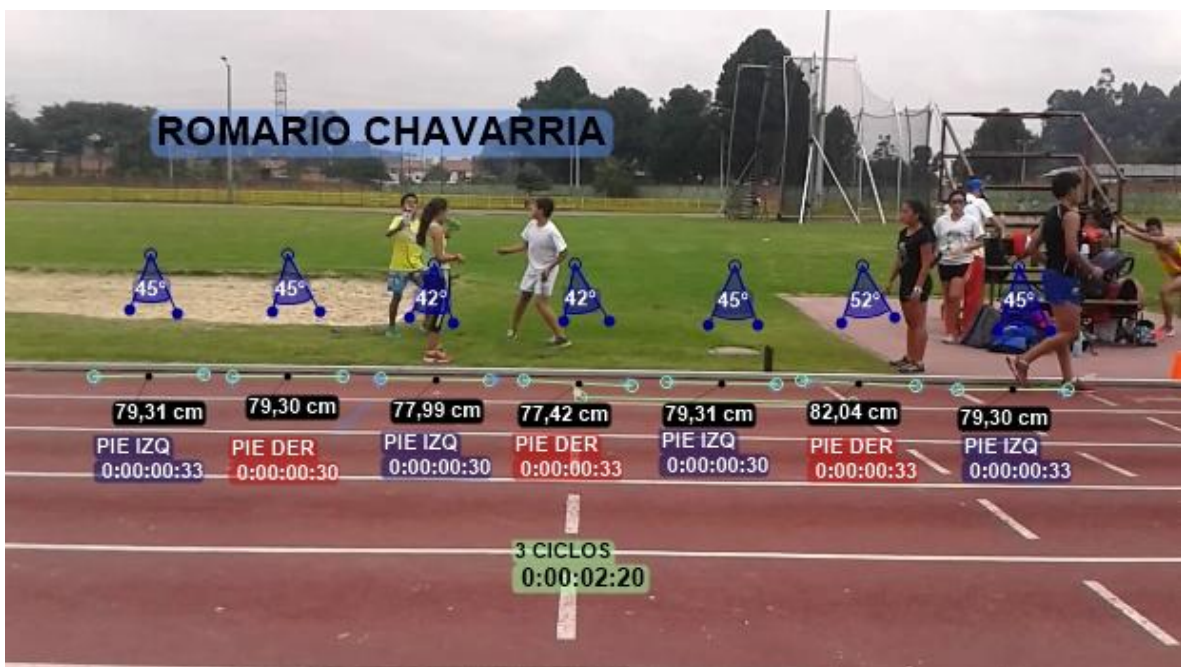 ROMARIO CHAVARRIA
45°
45°
42°
42°
45°
52°
45°
79,31 cm
79,30 cm
77,99 cm
77,42 cm
79,31 cm
82,04 cm
79,30 cm
PIE IZQ
0:00:00:33
PIE DER
0:00:00:30
PIE IZQ
0:00:00:30
PIE DER
0:00:00:33
PIE IZQ
0:00:00:30
PIE DER
0:00:00:33
PIE IZQ
0:00:00:33
3 CICLOS
0:00:02:20